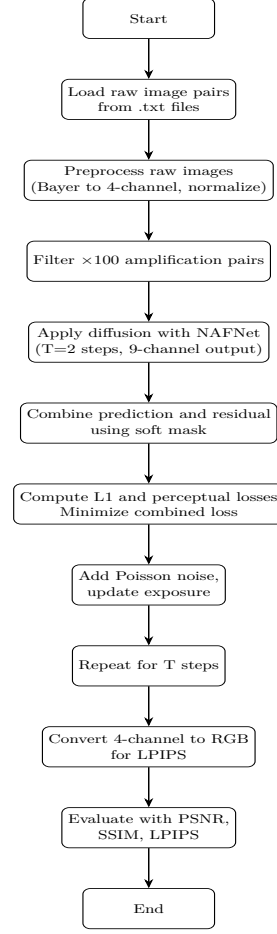 Start
Load raw image pairs
from .txt files
Preprocess raw images
(Bayer to 4-channel, normalize)
Filter ×100 amplification pairs
Apply diffusion with NAFNet
(T=2 steps, 9-channel output)
Combine prediction and residual
using soft mask
Compute L1 and perceptual losses
Minimize combined loss
Add Poisson noise,
update exposure
Repeat for T steps
Convert 4-channel to RGB
for LPIPS
Evaluate with PSNR,
SSIM, LPIPS
End